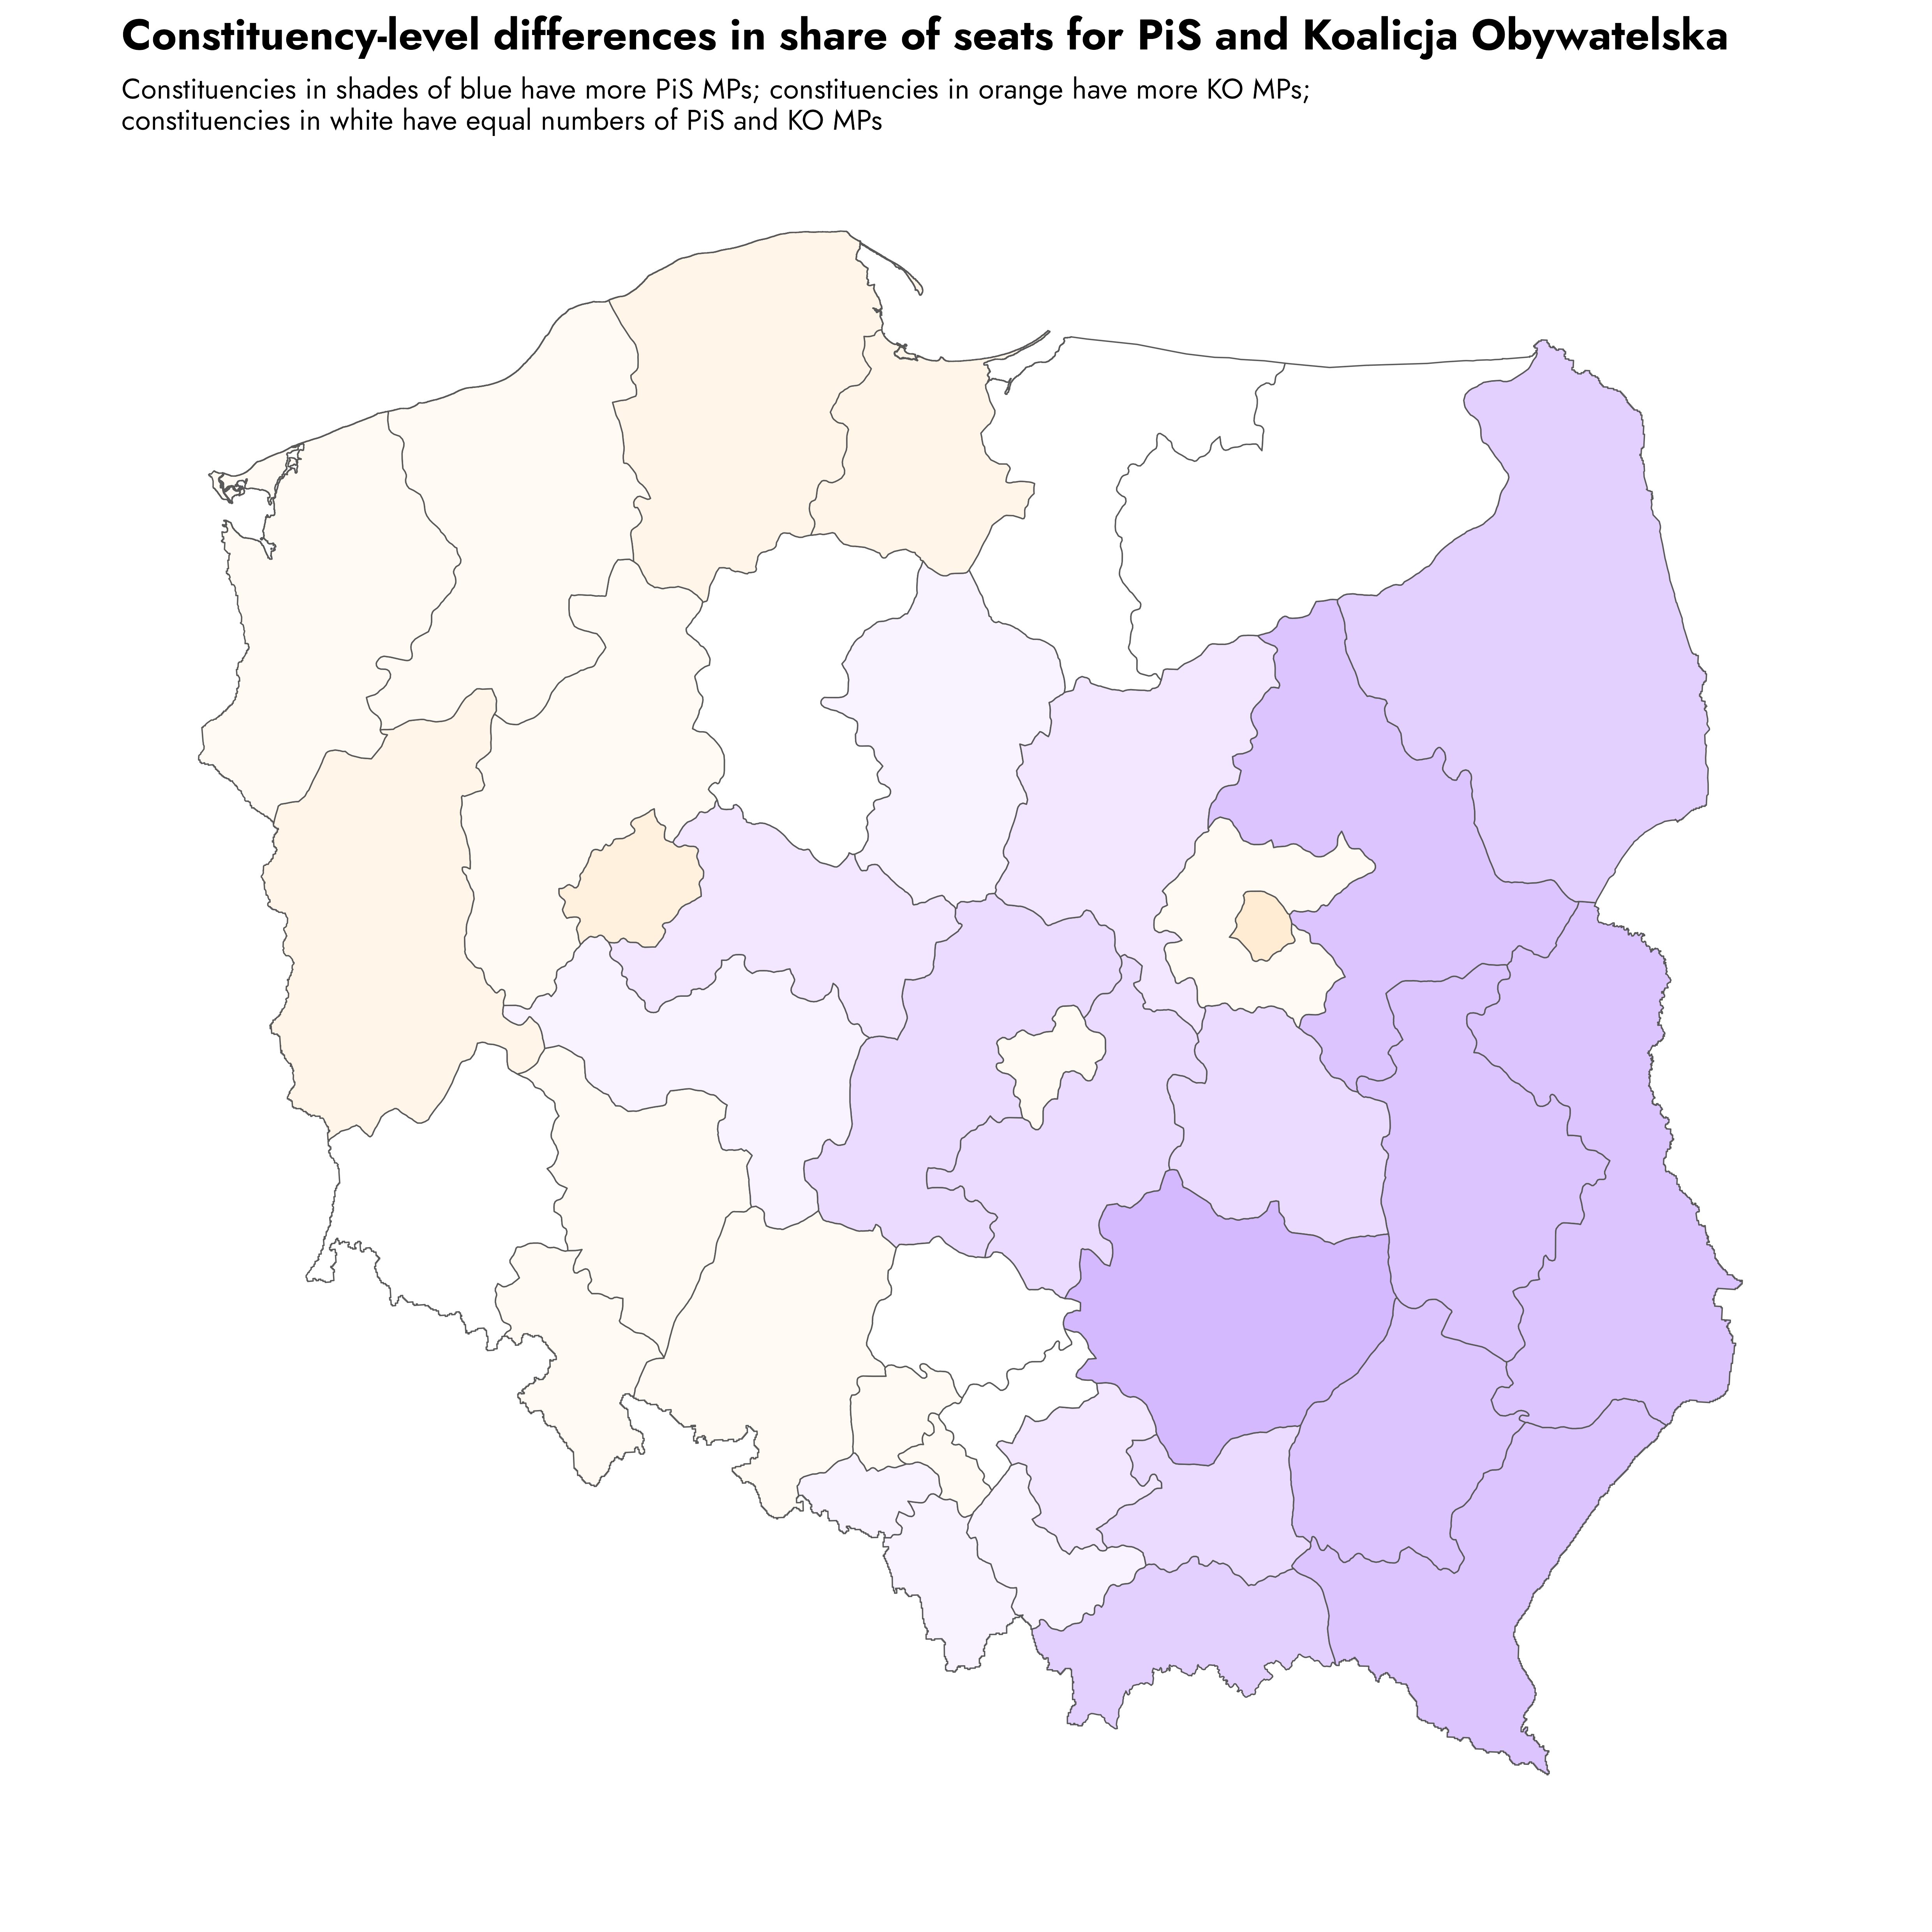 Constituency-level differences in share of seats for PiS and Koalicja Obywatelska
Constituencies in shades of blue have more PiS MPs; constituencies in orange have more KO MPs;
constituencies in white have equal numbers of PiS and KO MPs